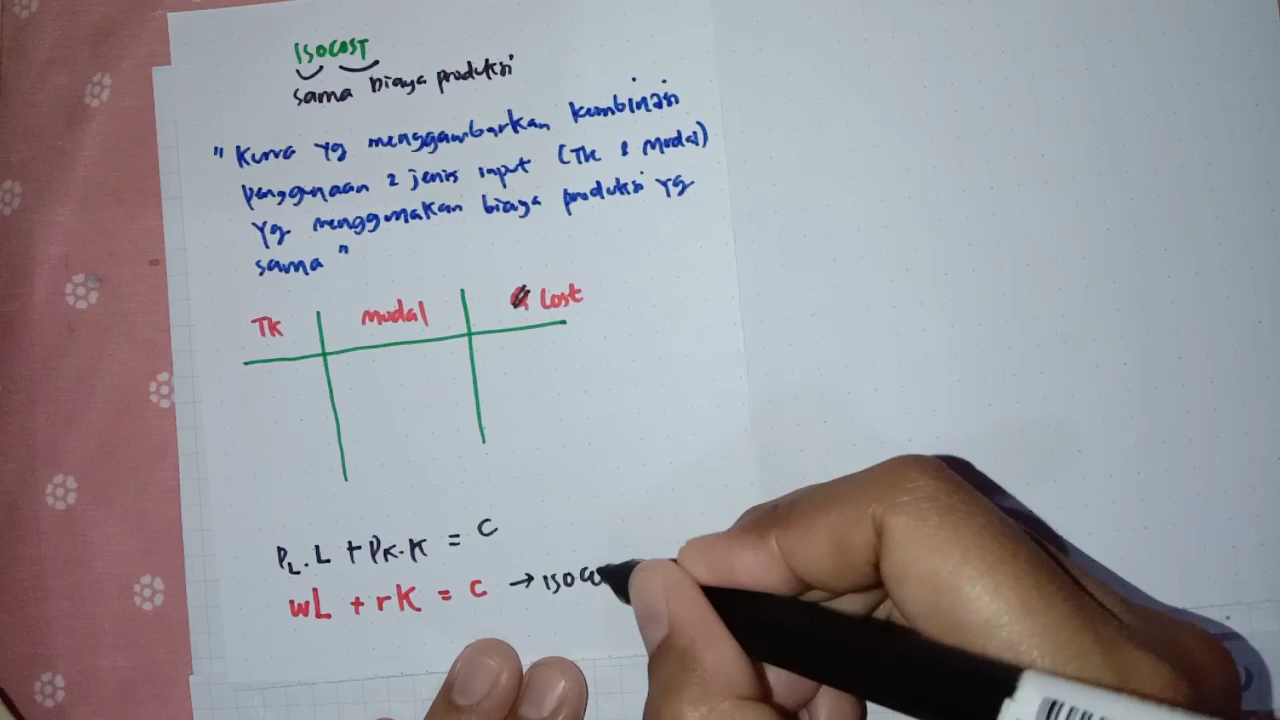 ISOCOST
sama biaya produksi
"Kurva yg menggambarkan kombinasi
penggunaan 2 jenis input (TK & Modal)
yg menggunakan biaya produksi yg
sama"
TK modal Cost
PL.L + PK.K = C
wL + rK = C → isoco